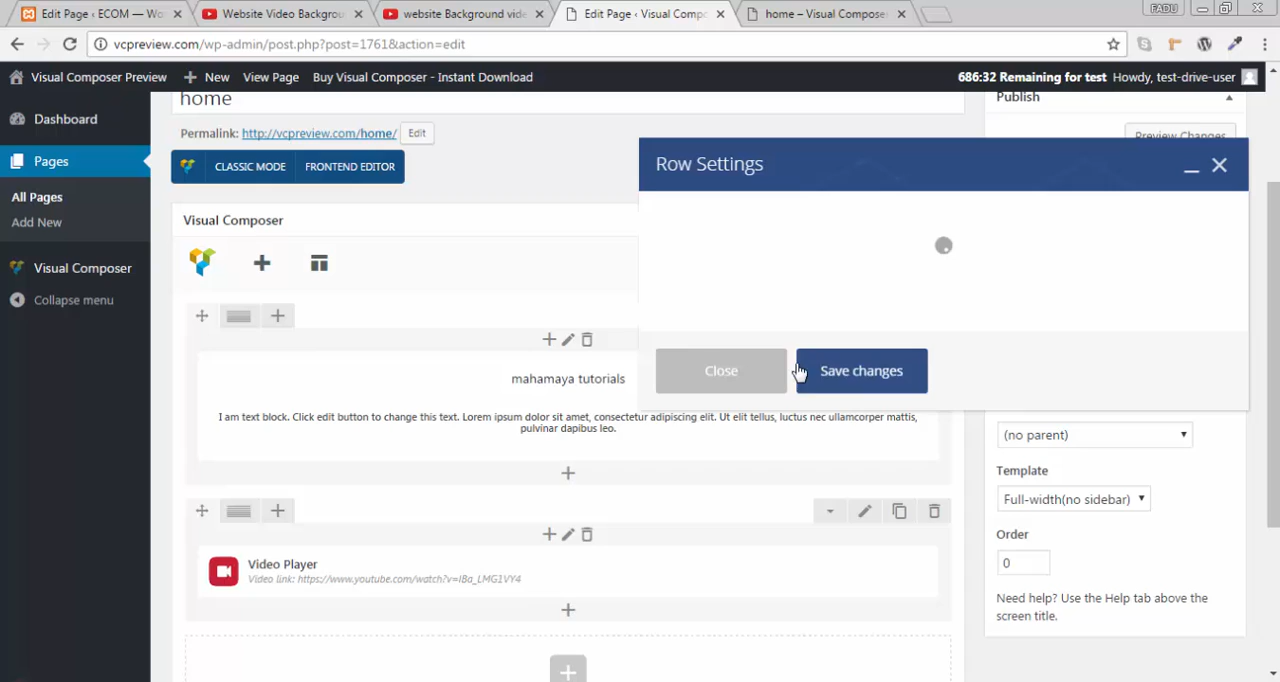 Edit Page ‹ ECOM — Wo
Website Video Backgrou
website Background vide
Edit Page ‹ Visual Compo
home – Visual Compose
FADU
vcpreview.com/wp-admin/post.php?post=1761&action=edit
Visual Composer Preview
New
View Page
Buy Visual Composer - Instant Download
686:32 Remaining for test
Howdy, test-drive-user
Dashboard
Pages
All Pages
Add New
Visual Composer
Collapse menu
home
Permalink: http://vcpreview.com/home/
Edit
CLASSIC MODE
FRONTEND EDITOR
Visual Composer
mahamaya tutorials
I am text block. Click edit button to change this text. Lorem ipsum dolor sit amet, consectetur adipiscing elit. Ut elit tellus, luctus nec ullamcorper mattis,
pulvinar dapibus leo.
Video Player
Video link: https://www.youtube.com/watch?v=IBa_LMG1VY4
Row Settings
Close
Save changes
Publish
Preview Changes
(no parent)
Template
Full-width(no sidebar)
Order
0
Need help? Use the Help tab above the
screen title.